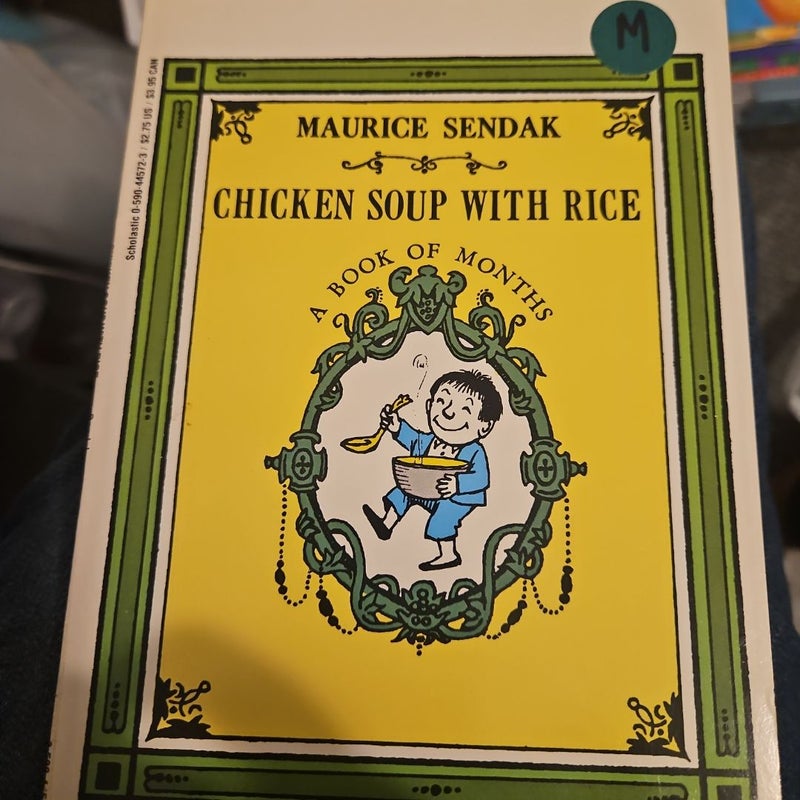 M
MAURICE SENDAK
CHICKEN SOUP WITH RICE
A BOOK OF MONTHS
Scholastic 0-590-44572-3 / $2.75 US / $3.95 CAN